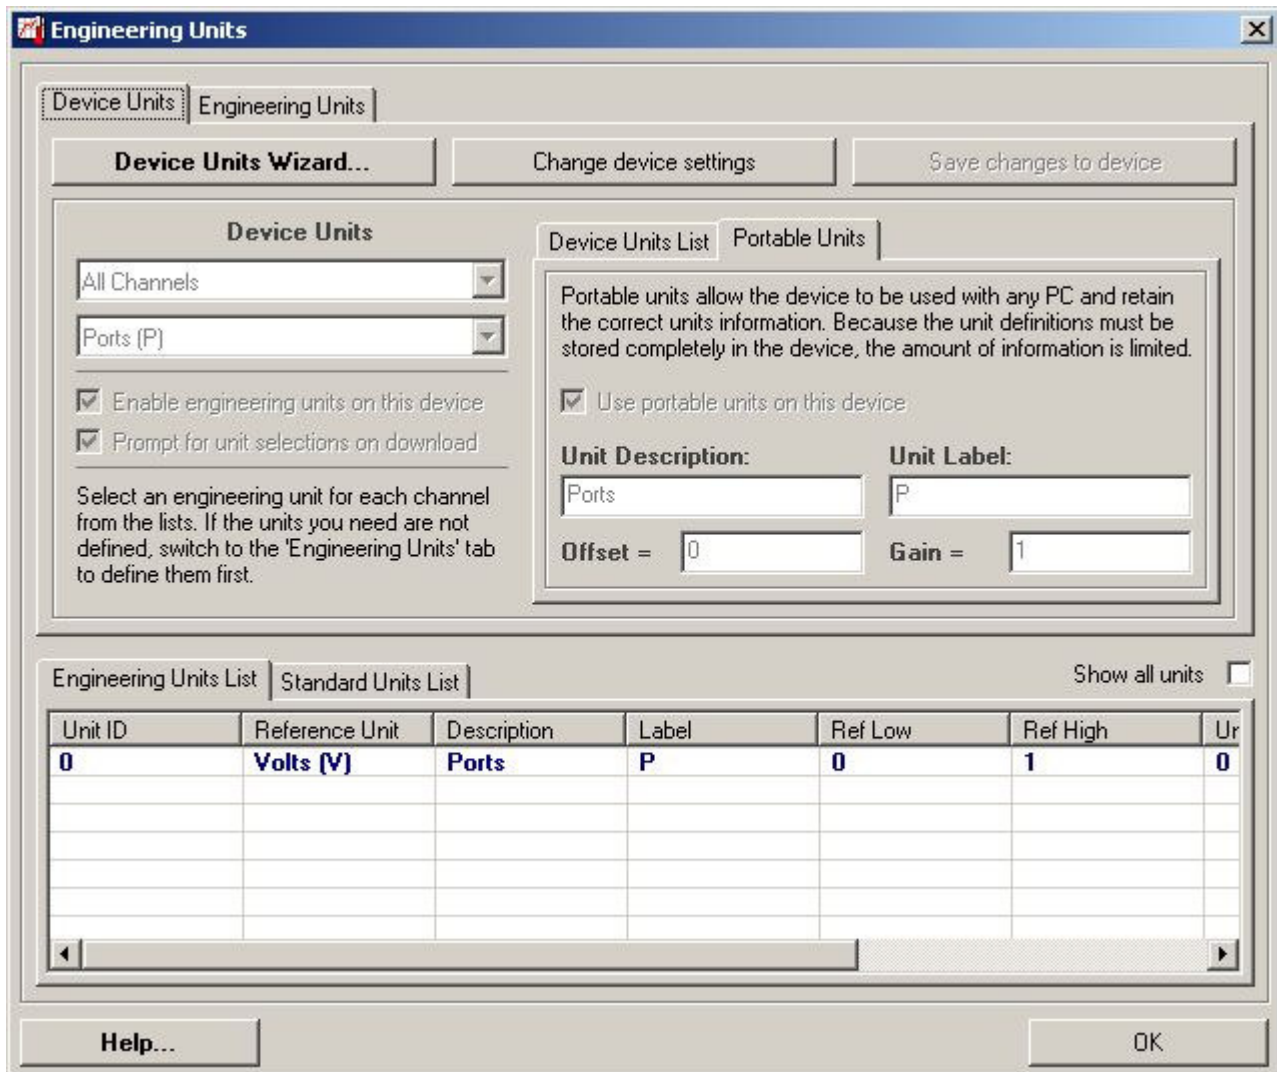 Engineering Units
Device Units Engineering Units
Device Units Wizard... Change device settings Save changes to device
Device Units
All Channels
Ports (P)
Enable engineering units on this device
Prompt for unit selections on download
Select an engineering unit for each channel
from the lists. If the units you need are not
defined, switch to the 'Engineering Units' tab
to define them first.
Device Units List Portable Units
Portable units allow the device to be used with any PC and retain
the correct units information. Because the unit definitions must be
stored completely in the device, the amount of information is limited.
Use portable units on this device
Unit Description: Unit Label:
Ports P
Offset = 0 Gain = 1
Engineering Units List Standard Units List Show all units
Unit ID Reference Unit Description Label Ref Low Ref High Ur
0 Volts (V) Ports P 0 1 0
Help... OK